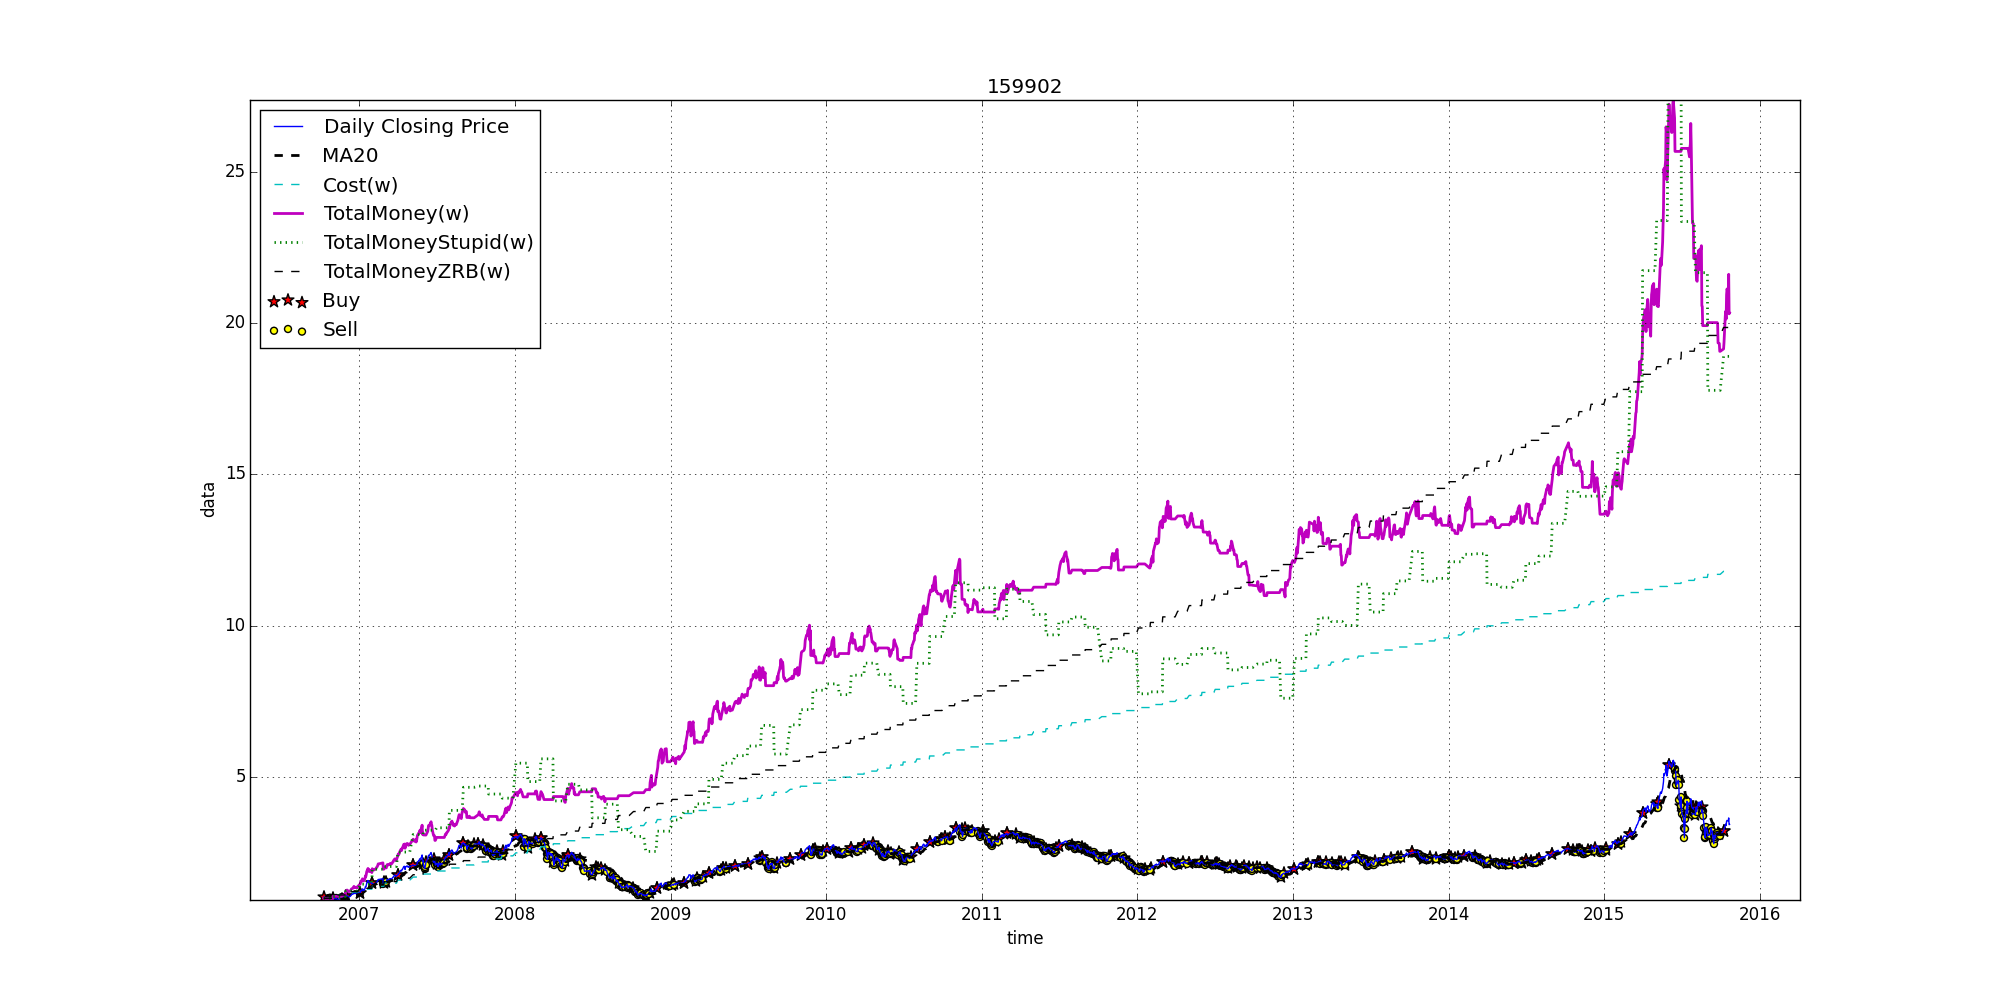 159902
Daily Closing Price
MA20
Cost(w)
TotalMoney(w)
TotalMoneyStupid(w)
TotalMoneyZRB(w)
Buy
Sell
25
20
15
10
5
data
2007 2008 2009 2010 2011 2012 2013 2014 2015 2016
time